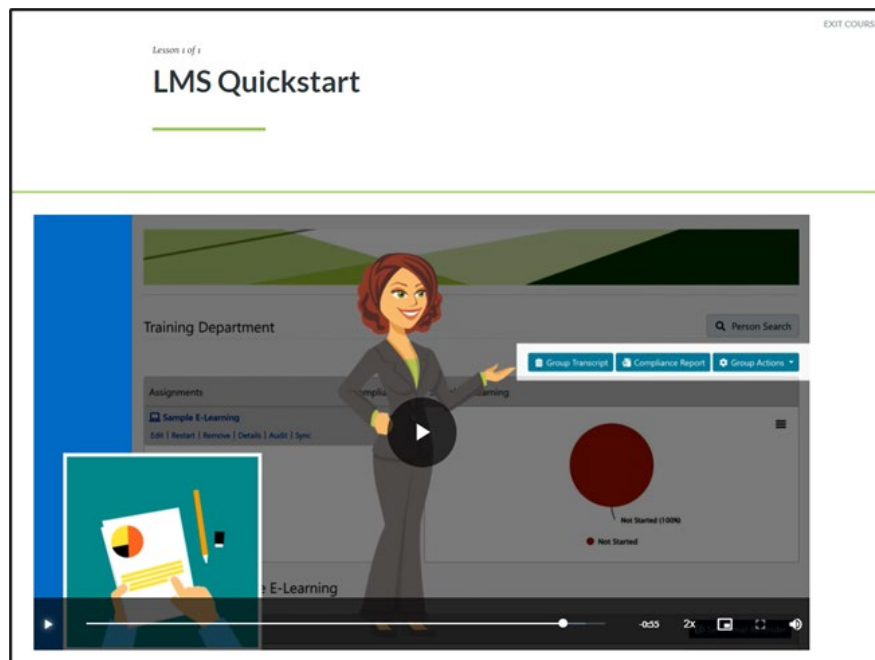 EXIT COURS
Lesson 1 of 1
LMS Quickstart
Training Department
Person Search
Group Transcript
Compliance Report
Group Actions
Assignments
Sample E-Learning
Edit | Restart | Remove | Details | Audit | Sync
Not Started (100%)
Not Started
E-Learning
-0:55
2x